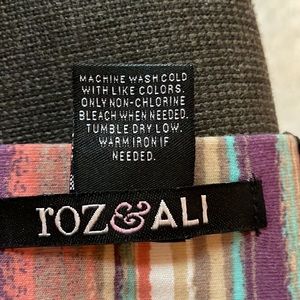 MACHINE WASH COLD
WITH LIKE COLORS.
ONLY NON-CHLORINE
BLEACH WHEN NEEDED.
TUMBLE DRY LOW.
WARM IRON IF
NEEDED.
roz&ALI